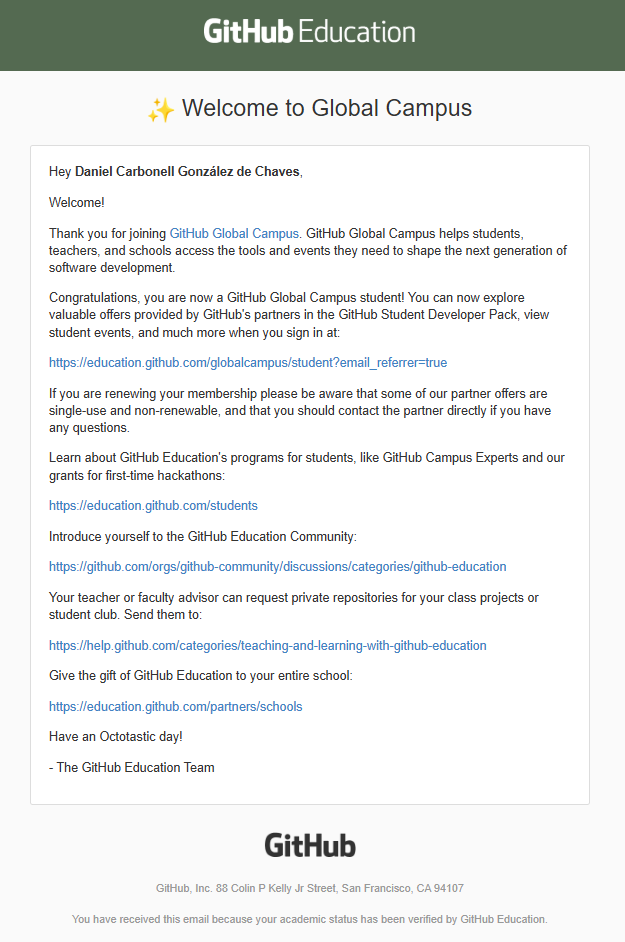 GitHub Education
✨ Welcome to Global Campus
Hey Daniel Carbonell González de Chaves,
Welcome!
Thank you for joining GitHub Global Campus. GitHub Global Campus helps students,
teachers, and schools access the tools and events they need to shape the next generation of
software development.
Congratulations, you are now a GitHub Global Campus student! You can now explore
valuable offers provided by GitHub's partners in the GitHub Student Developer Pack, view
student events, and much more when you sign in at:
https://education.github.com/globalcampus/student?email_referrer=true
If you are renewing your membership please be aware that some of our partner offers are
single-use and non-renewable, and that you should contact the partner directly if you have
any questions.
Learn about GitHub Education's programs for students, like GitHub Campus Experts and our
grants for first-time hackathons:
https://education.github.com/students
Introduce yourself to the GitHub Education Community:
https://github.com/orgs/github-community/discussions/categories/github-education
Your teacher or faculty advisor can request private repositories for your class projects or
student club. Send them to:
https://help.github.com/categories/teaching-and-learning-with-github-education
Give the gift of GitHub Education to your entire school:
https://education.github.com/partners/schools
Have an Octotastic day!
- The GitHub Education Team
GitHub
GitHub, Inc. 88 Colin P Kelly Jr Street, San Francisco, CA 94107
You have received this email because your academic status has been verified by GitHub Education.